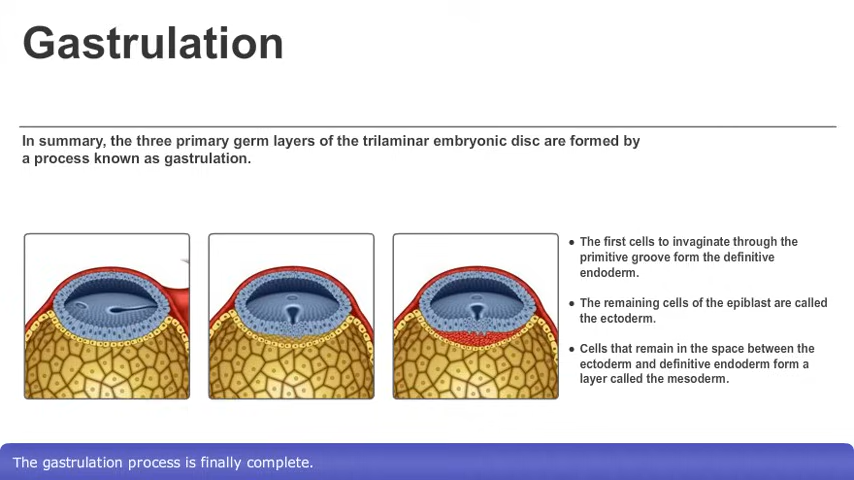 Gastrulation
In summary, the three primary germ layers of the trilaminar embryonic disc are formed by
a process known as gastrulation.
● The first cells to invaginate through the
primitive groove form the definitive
endoderm.
● The remaining cells of the epiblast are called
the ectoderm.
● Cells that remain in the space between the
ectoderm and definitive endoderm form a
layer called the mesoderm.
The gastrulation process is finally complete.